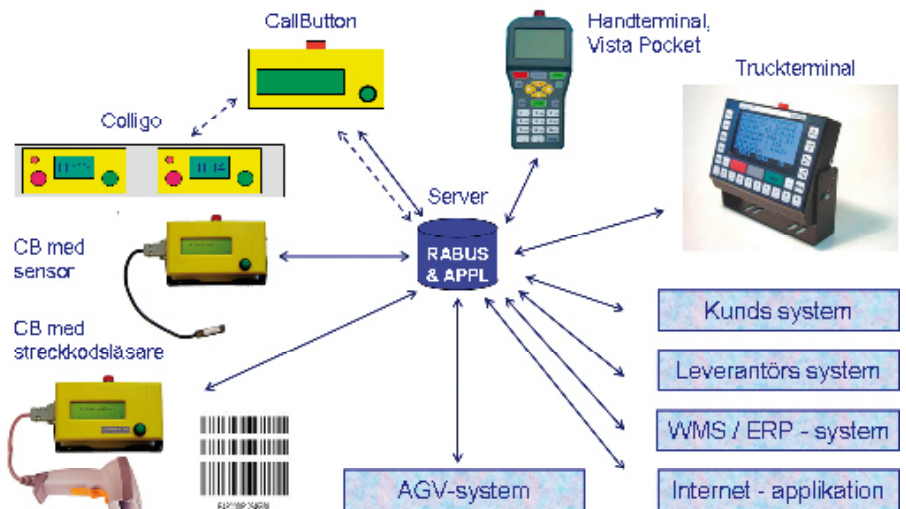 CallButton
Handterminal,
Vista Pocket
Truckterminal
Colligo
Server
RABUS
& APPL
CB med
sensor
CB med
streckkodsläsare
Kunds system
Leverantörs system
WMS / ERP - system
AGV-system
Internet - applikation